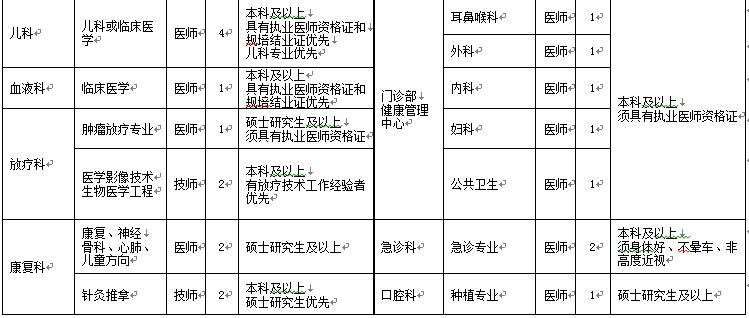 儿科
儿科或临床医
学
医师
4
本科及以上
具有执业医师资格证和
规培结业证优先
儿科专业优先
血液科
临床医学
医师
1
本科及以上
具有执业医师资格证和
规培结业证优先
放疗科
肿瘤放疗专业
医师
1
硕士研究生及以上
须具有执业医师资格证
医学影像技术
生物医学工程
技师
2
本科及以上
有放疗技术工作经验者
优先
康复科
康复、神经
骨科、心肺、
儿童方向
医师
2
硕士研究生及以上
针灸推拿
技师
2
本科及以上
硕士研究生优先
门诊部
健康管理
中心
耳鼻喉科
医师
1
外科
医师
1
内科
医师
1
妇科
医师
1
公共卫生
医师
1
本科及以上
须具有执业医师资格证
急诊科
急诊专业
医师
2
本科及以上
须身体好、不晕车、非
高度近视
口腔科
种植专业
医师
1
硕士研究生及以上